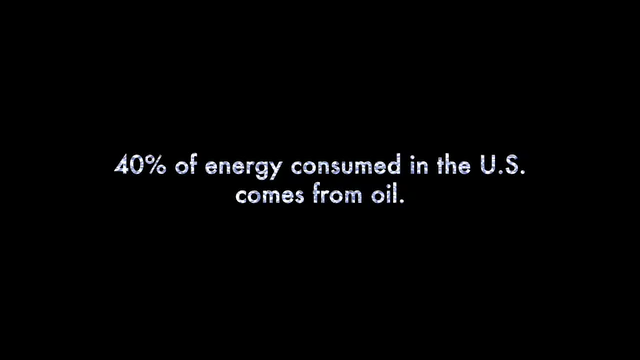 40% of energy consumed in the U.S.
comes from oil.